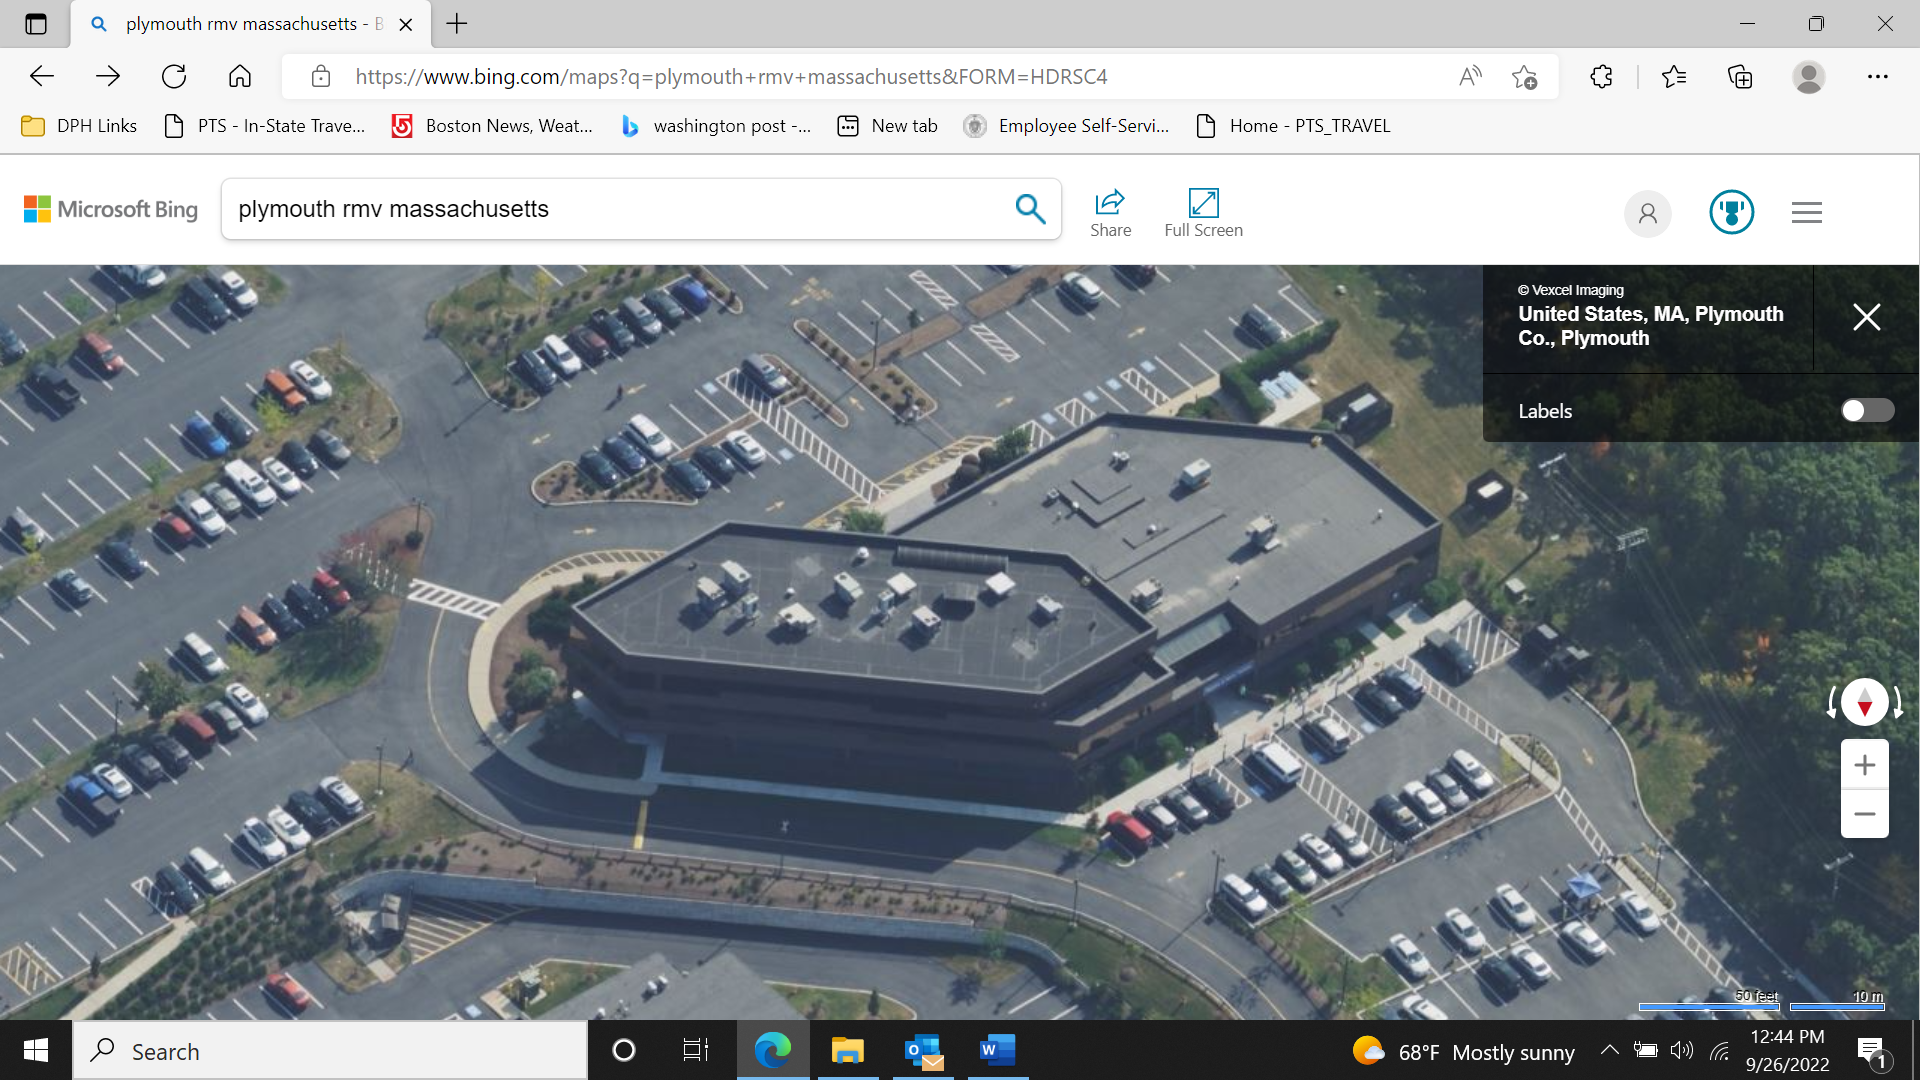 plymouth rmv massachusetts - B
https://www.bing.com/maps?q=plymouth+rmv+massachusetts&FORM=HDRSC4
DPH Links
PTS - In-State Trave...
Boston News, Weat...
washington post -...
New tab
Employee Self-Servi...
Home - PTS_TRAVEL
Microsoft Bing
plymouth rmv massachusetts
Share
Full Screen
© Vexcel Imaging
United States, MA, Plymouth
Co., Plymouth
Labels
50 feet
10 m
Search
68°F Mostly sunny
12:44 PM
9/26/2022
1